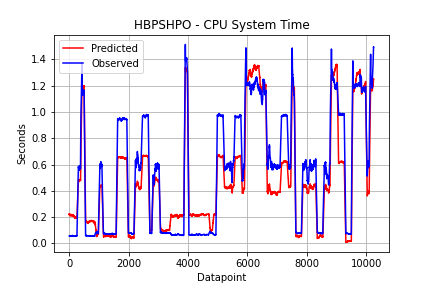 HBPSHPO - CPU System Time
Predicted
Observed
Seconds
1.4
1.2
1.0
0.8
0.6
0.4
0.2
0.0
0 2000 4000 6000 8000 10000
Datapoint